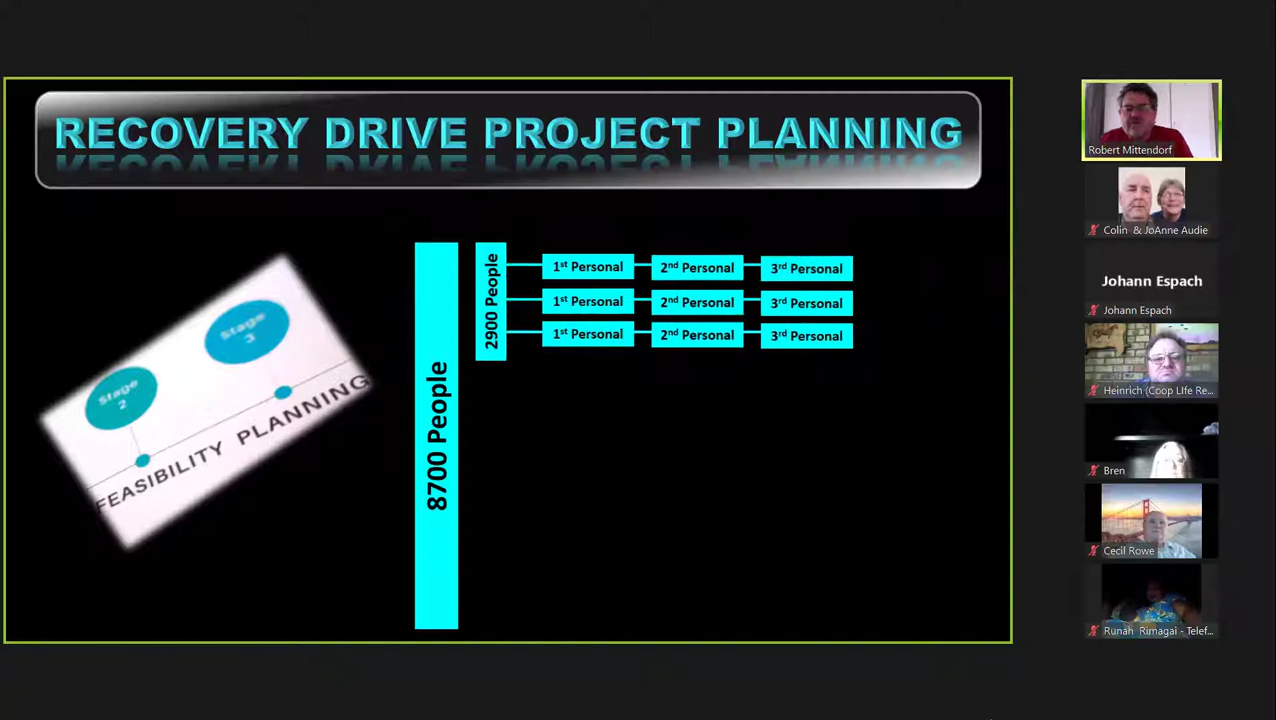 RECOVERY DRIVE PROJECT PLANNING
Stage
2
Stage
3
FEASIBILITY PLANNING
8700 People
2900 People
1st Personal
2nd Personal
3rd Personal
1st Personal
2nd Personal
3rd Personal
1st Personal
2nd Personal
3rd Personal
Robert Mittendorf
Colin & JoAnne Audie
Johann Espach
Johann Espach
Heinrich (Coop LIfe Re...
Bren
Cecil Rowe
Runah Rimagai - Telef...